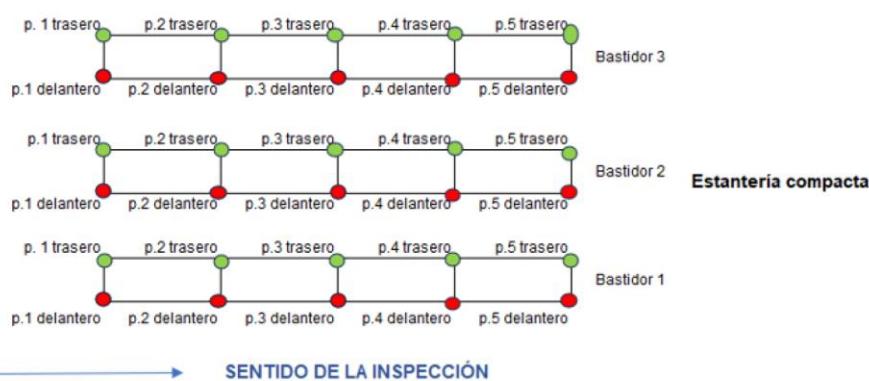 p. 1 trasero p.2 trasero p.3 trasero p.4 trasero p.5 trasero
Bastidor 3
p.1 delantero p.2 delantero p.3 delantero p.4 delantero p.5 delantero
p.1 trasero p.2 trasero p.3 trasero p.4 trasero p.5 trasero
Bastidor 2
Estantería compacta
p.1 delantero p.2 delantero p.3 delantero p.4 delantero p.5 delantero
p. 1 trasero p.2 trasero p.3 trasero p.4 trasero p.5 trasero
Bastidor 1
p.1 delantero p.2 delantero p.3 delantero p.4 delantero p.5 delantero
SENTIDO DE LA INSPECCIÓN